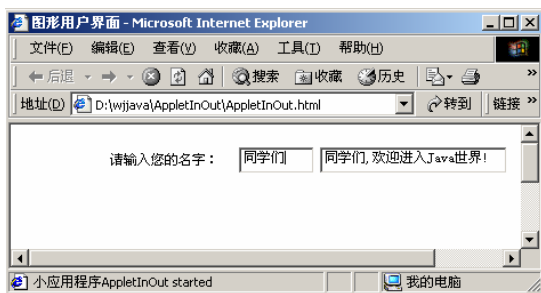 图形用户界面 - Microsoft Internet Explorer
文件(F) 编辑(E) 查看(V) 收藏(A) 工具(T) 帮助(H)
后退 搜索 收藏 历史 »
地址(D) D:\wjjava\AppletInOut\AppletInOut.html 转到 链接 »
请输入您的名字： 同学们 同学们,欢迎进入Java世界!
小应用程序AppletInOut started 我的电脑